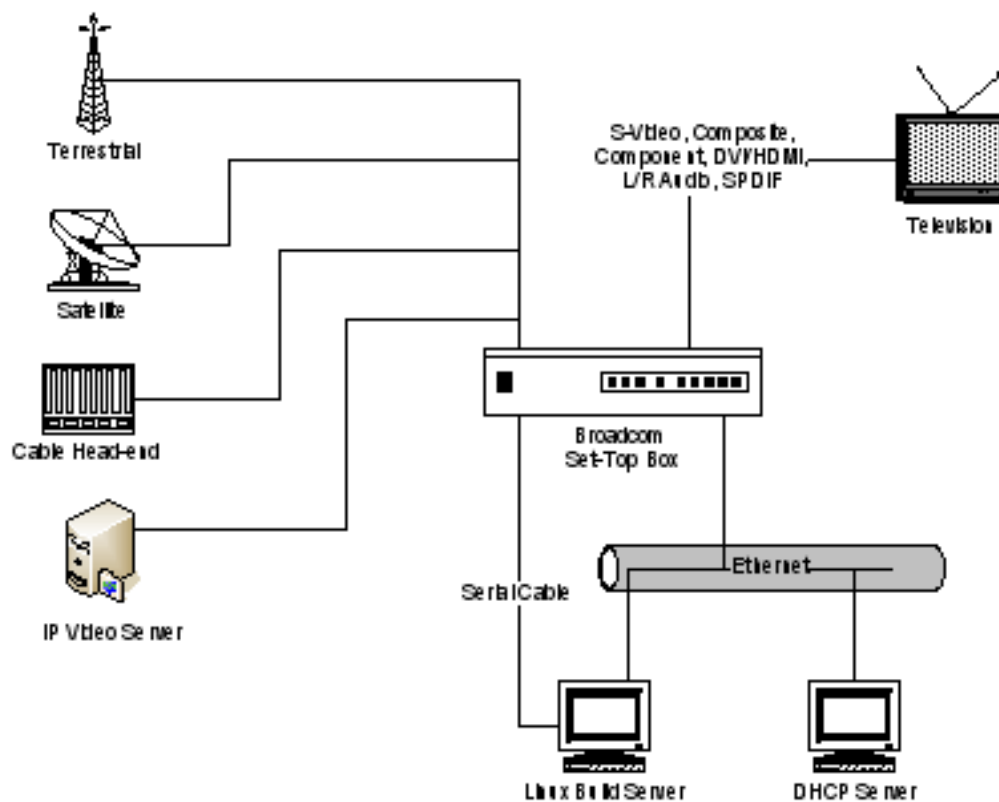 Terrestrial
S-Video, Composite,
Component, DVI/HDMI,
L/R Audio, SPDIF
Television
Satellite
Cable Head-end
Broadcom
Set-Top Box
Ethernet
Serial Cable
IP Video Server
Linux Build Server
DHCP Server